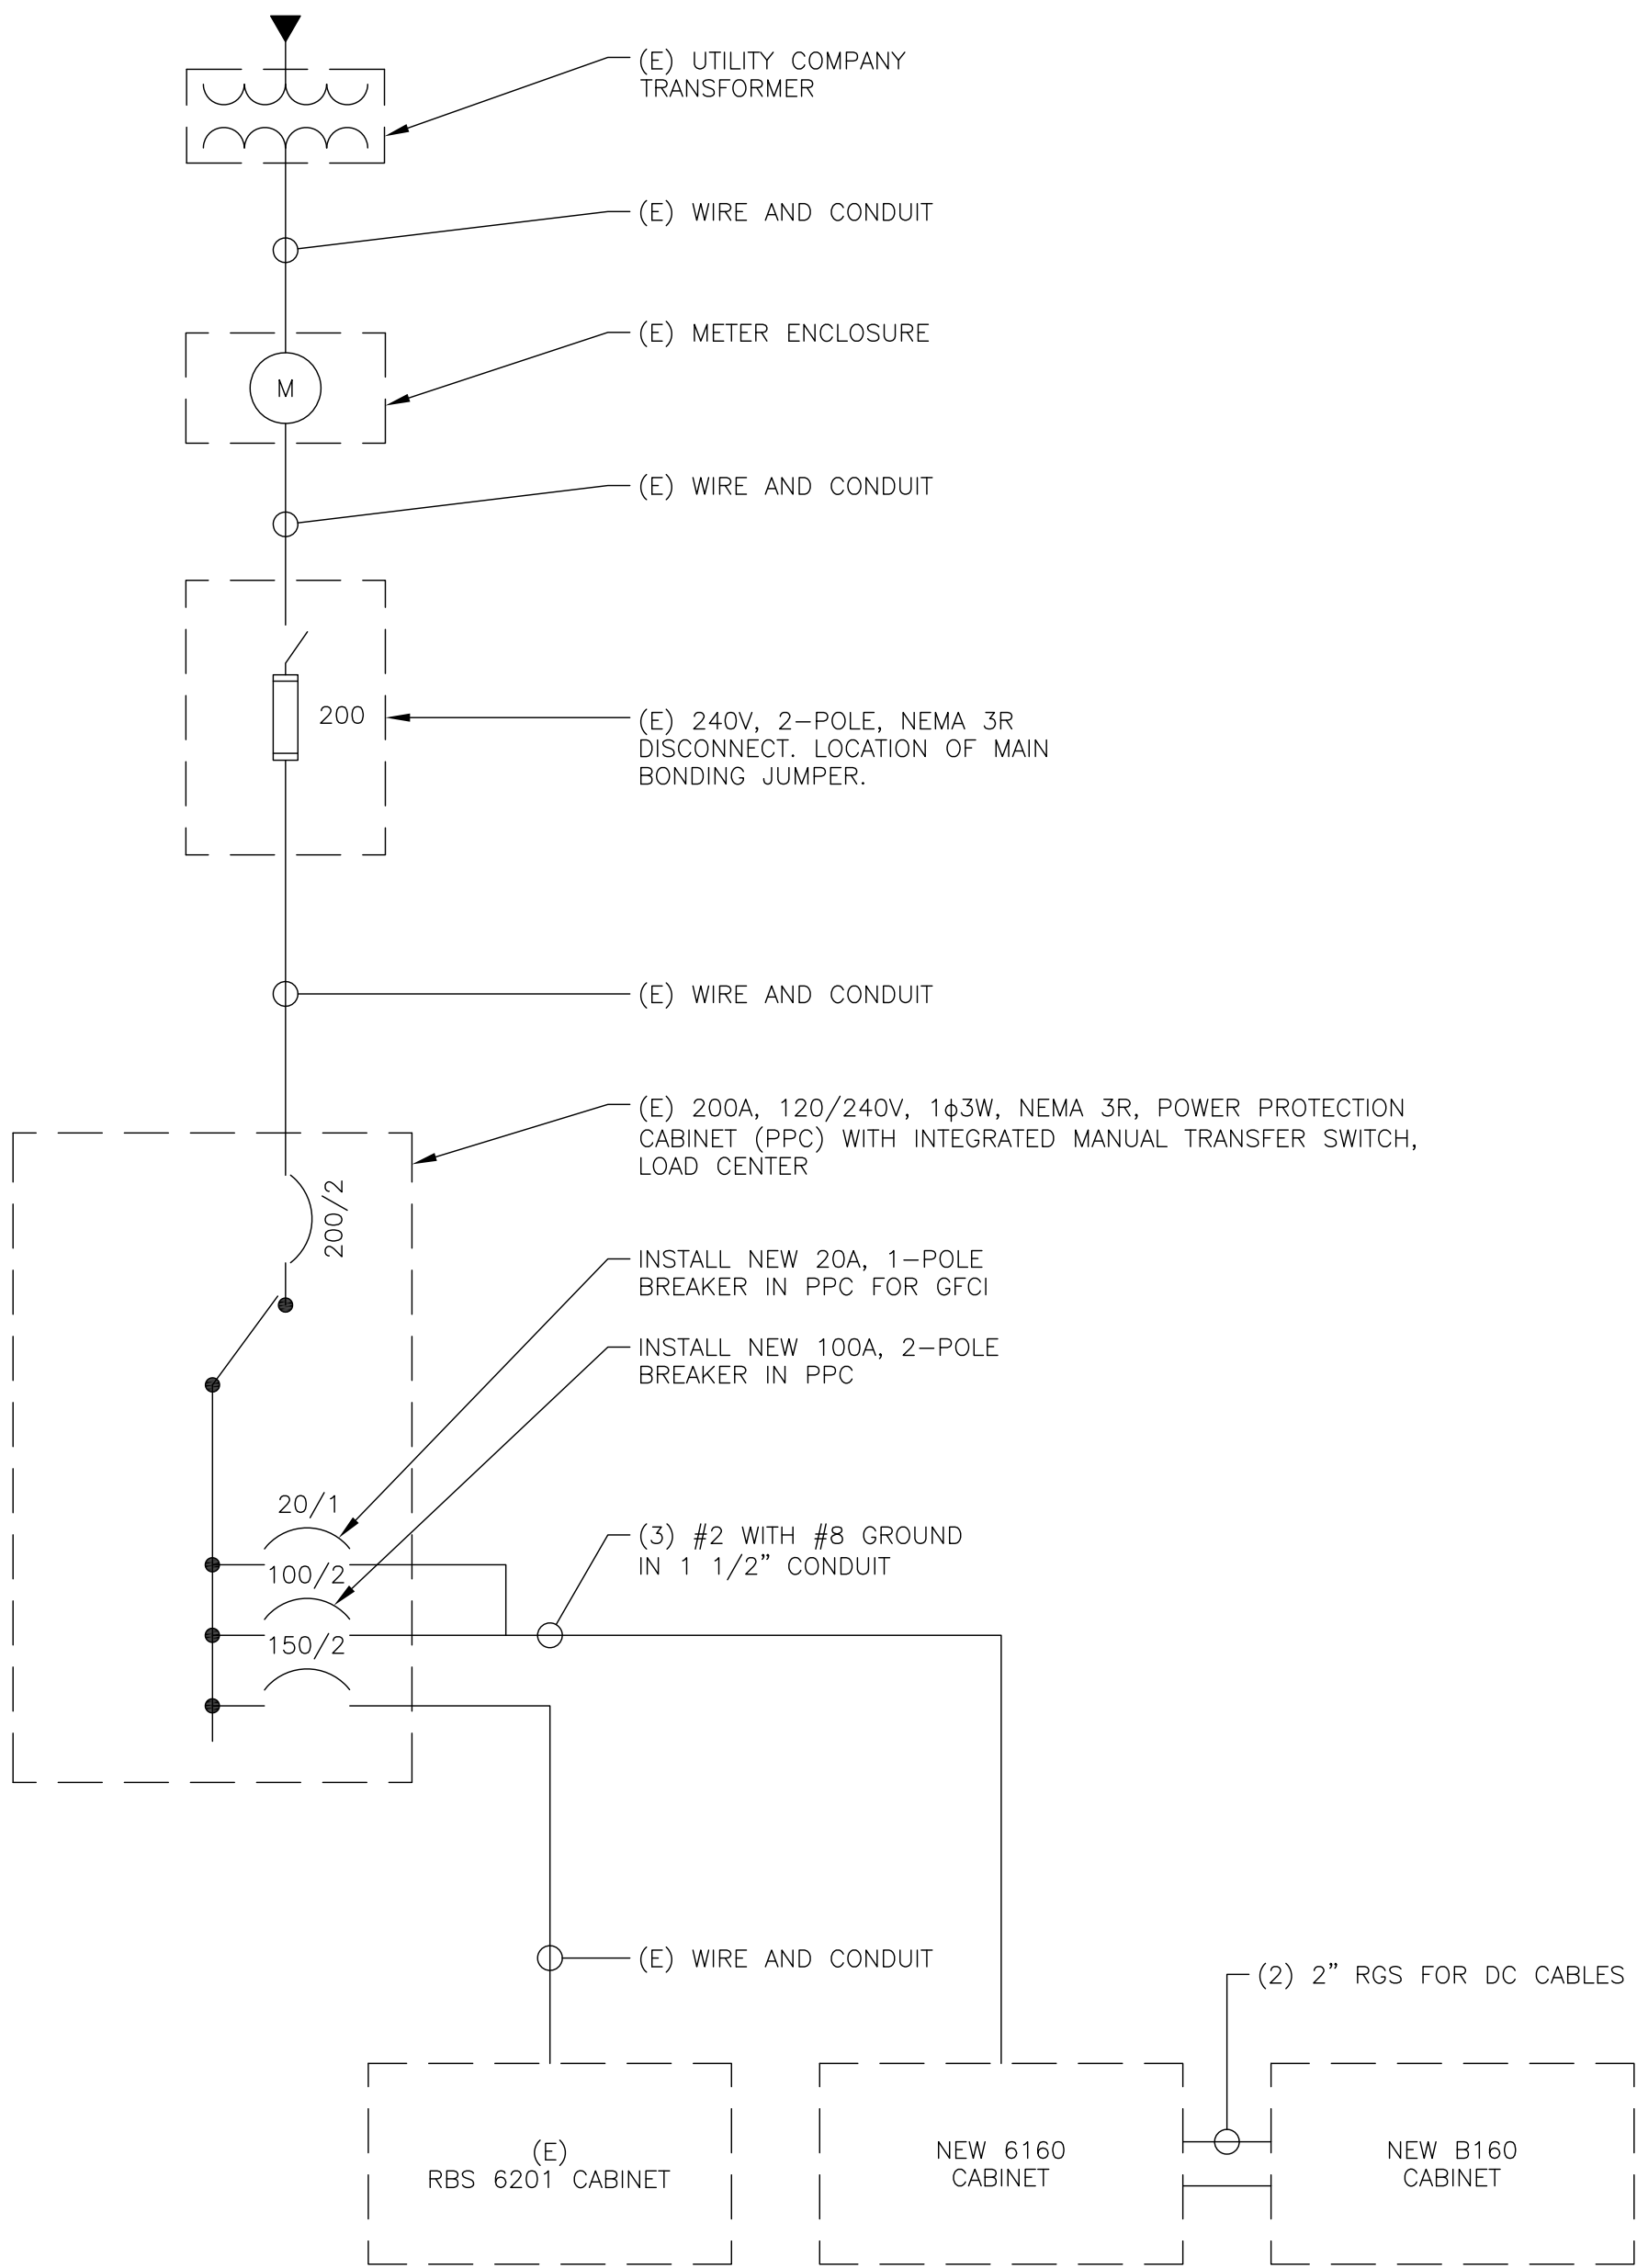 (E) UTILITY COMPANY
TRANSFORMER
(E) WIRE AND CONDUIT
(E) METER ENCLOSURE
M
(E) WIRE AND CONDUIT
200
(E) 240V, 2-POLE, NEMA 3R
DISCONNECT. LOCATION OF MAIN
BONDING JUMPER.
(E) WIRE AND CONDUIT
(E) 200A, 120/240V, 1ϕ3W, NEMA 3R, POWER PROTECTION
CABINET (PPC) WITH INTEGRATED MANUAL TRANSFER SWITCH,
LOAD CENTER
200/2
INSTALL NEW 20A, 1-POLE
BREAKER IN PPC FOR GFCI
INSTALL NEW 100A, 2-POLE
BREAKER IN PPC
20/1
100/2
150/2
(3) #2 WITH #8 GROUND
IN 1 1/2” CONDUIT
(E) WIRE AND CONDUIT
(2) 2” RGS FOR DC CABLES
(E)
RBS 6201 CABINET
NEW 6160
CABINET
NEW B160
CABINET